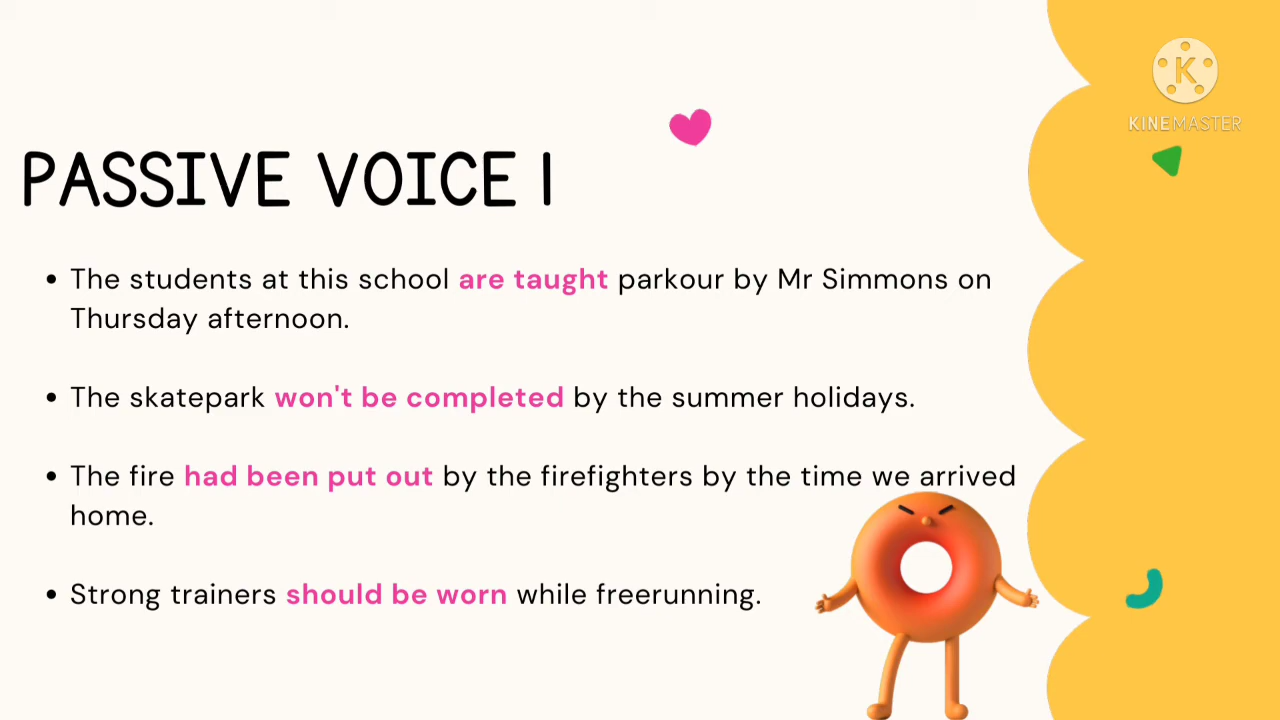 K
KINEMASTER
PASSIVE VOICE I
• The students at this school are taught parkour by Mr Simmons on
Thursday afternoon.
• The skatepark won't be completed by the summer holidays.
• The fire had been put out by the firefighters by the time we arrived
home.
• Strong trainers should be worn while freerunning.